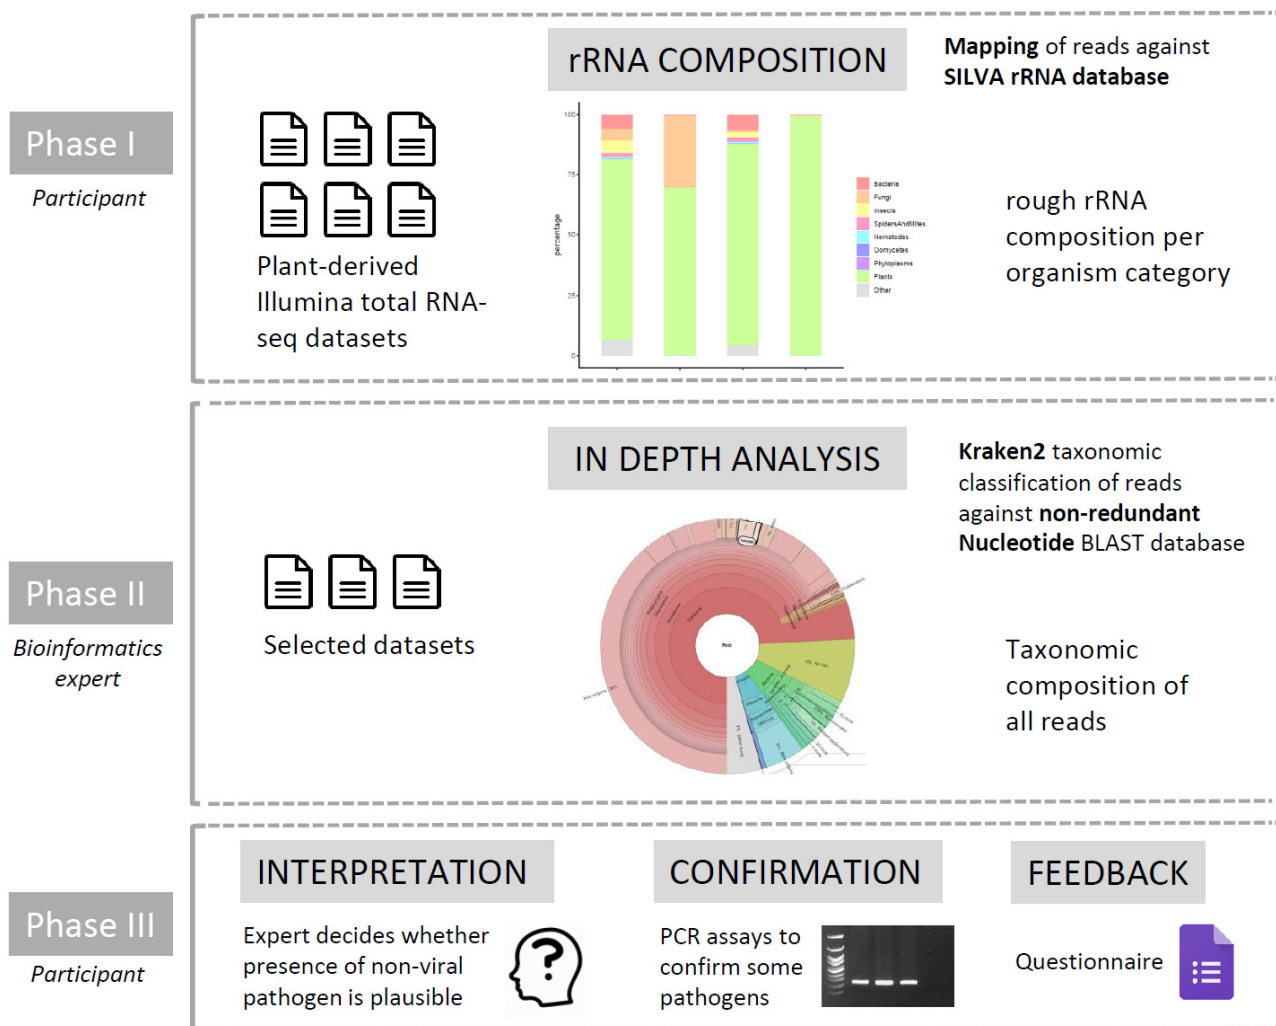 Phase I
Participant
Plant-derived
Illumina total RNA-
seq datasets
rRNA COMPOSITION
percentage
100
75
50
25
0
Bacteria
Fungi
Insects
SpidersAndMites
Nematodes
Oomycetes
Phytoplasma
Plants
Other
Mapping of reads against
SILVA rRNA database
rough rRNA
composition per
organism category
Phase II
Bioinformatics
expert
Selected datasets
IN DEPTH ANALYSIS
Root
Kraken2 taxonomic
classification of reads
against non-redundant
Nucleotide BLAST database
Taxonomic
composition of
all reads
Phase III
Participant
INTERPRETATION
Expert decides whether
presence of non-viral
pathogen is plausible
?
CONFIRMATION
PCR assays to
confirm some
pathogens
FEEDBACK
Questionnaire